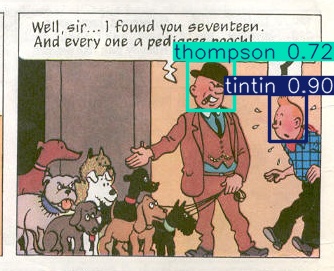 Well, sir... I found you seventeen.
And every one a pedigree pooch!
thompson 0.72
tintin 0.90